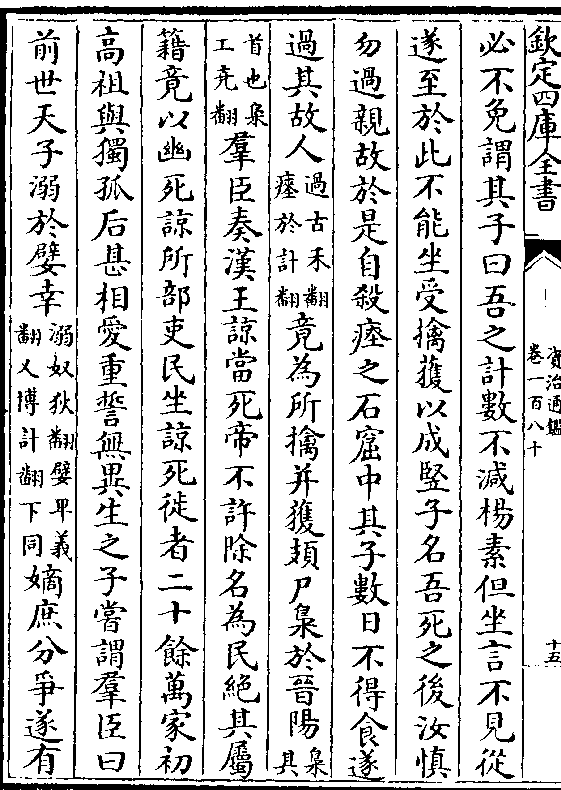 欽定四庫全書
資治通鑑
卷一百八十
十五
必不免謂其子曰吾之計數不減楊素但坐言不見從
遂至於此不能坐受擒獲以成豎子名吾死之後汝慎
勿過親故於是自殺瘞之石窟中其子數日不得食遂
過其故人過古禾翻瘞於計翻竟為所擒并獲頍尸梟於晉陽梟其
首也梟工堯翻羣臣奏漢王諒當死帝不許除名為民絶其屬
籍竟以幽死諒所部吏民坐諒死徙者二十餘萬家初
高祖與獨孤后甚相愛重誓無異生之子嘗謂羣臣曰
前世天子溺於嬖幸溺奴狄翻嬖卑義翻又博計翻下同嫡庶分爭遂有